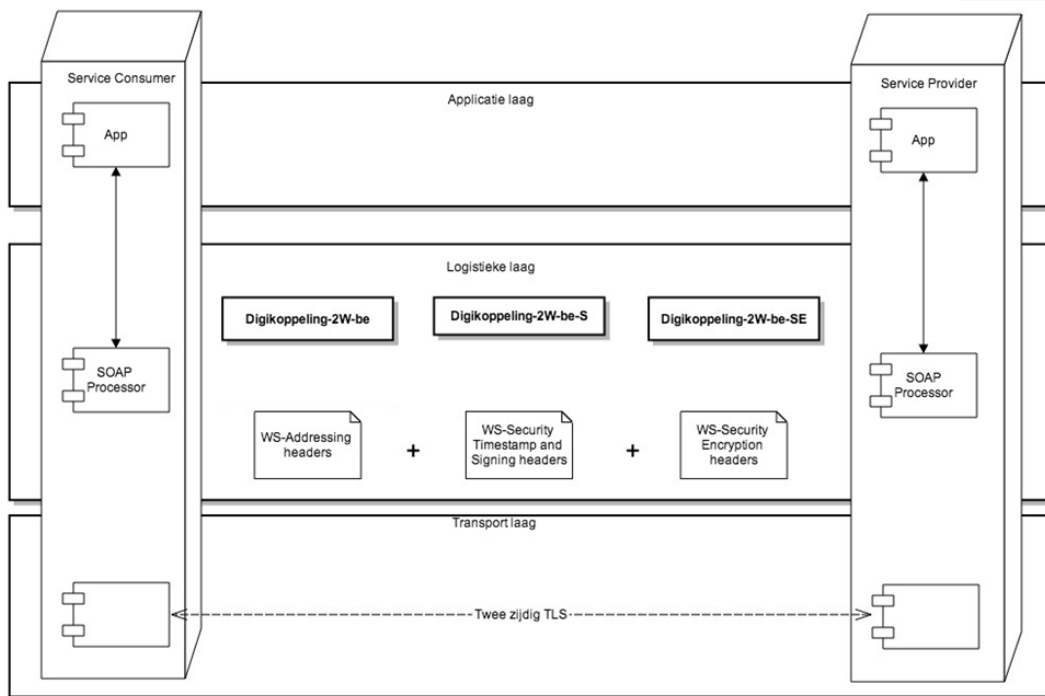 Service Consumer
Service Provider
Applicatie laag
App
App
Logistieke laag
Digikoppeling-2W-be
Digikoppeling-2W-be-S
Digikoppeling-2W-be-SE
SOAP
Processor
SOAP
Processor
WS-Addressing
headers
+
WS-Security
Timestamp and
Signing headers
+
WS-Security
Encryption
headers
Transport laag
Twee zijdig TLS